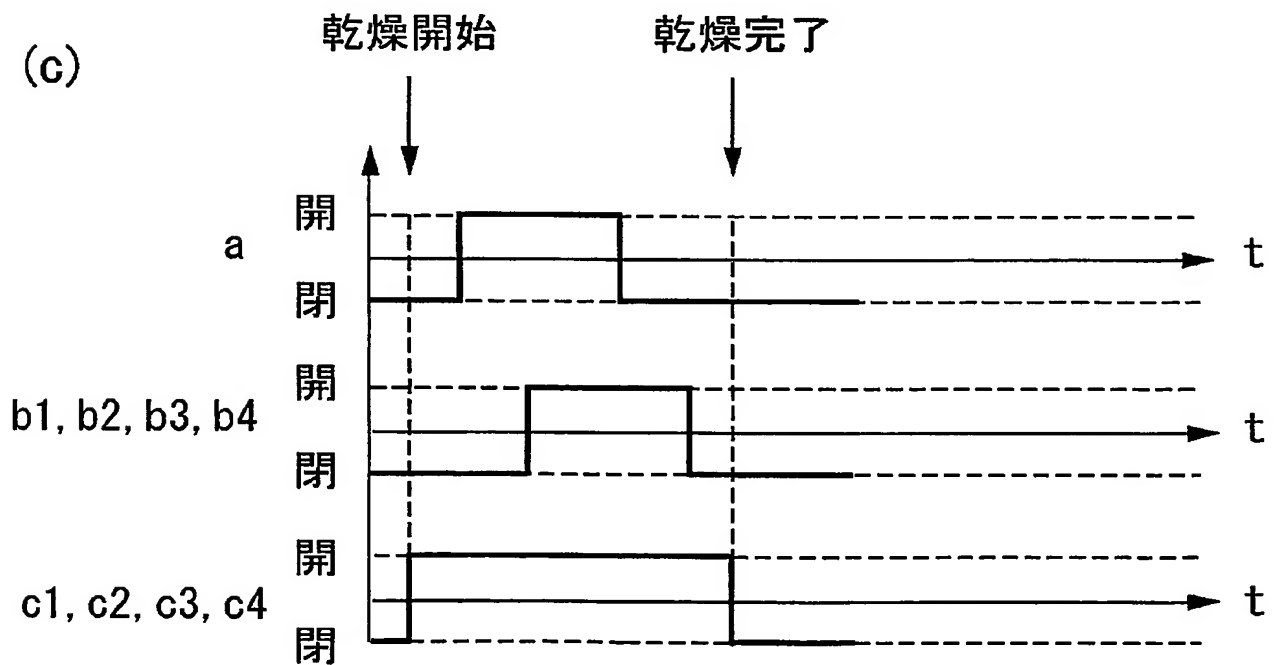 乾燥開始 乾燥完了
(c)
開
a t
閉
開
b1, b2, b3, b4 t
閉
開
c1, c2, c3, c4 t
閉